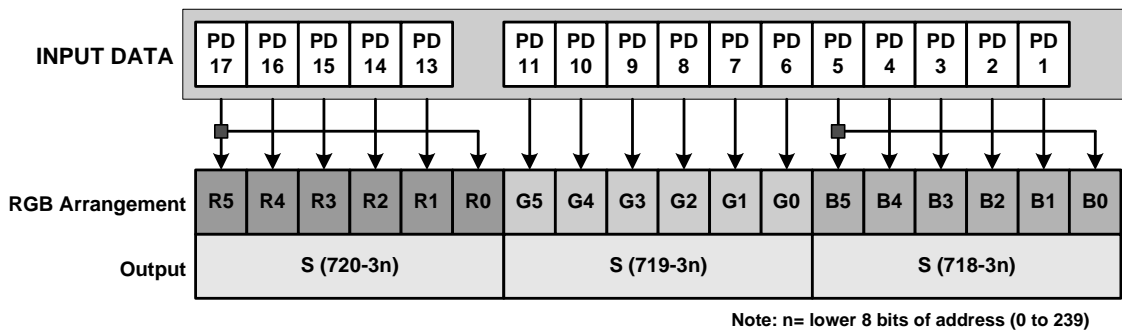 INPUT DATA
PD 17 PD 16 PD 15 PD 14 PD 13 PD 11 PD 10 PD 9 PD 8 PD 7 PD 6 PD 5 PD 4 PD 3 PD 2 PD 1
RGB Arrangement R5 R4 R3 R2 R1 R0 G5 G4 G3 G2 G1 G0 B5 B4 B3 B2 B1 B0
Output S (720-3n) S (719-3n) S (718-3n)
Note: n= lower 8 bits of address (0 to 239)